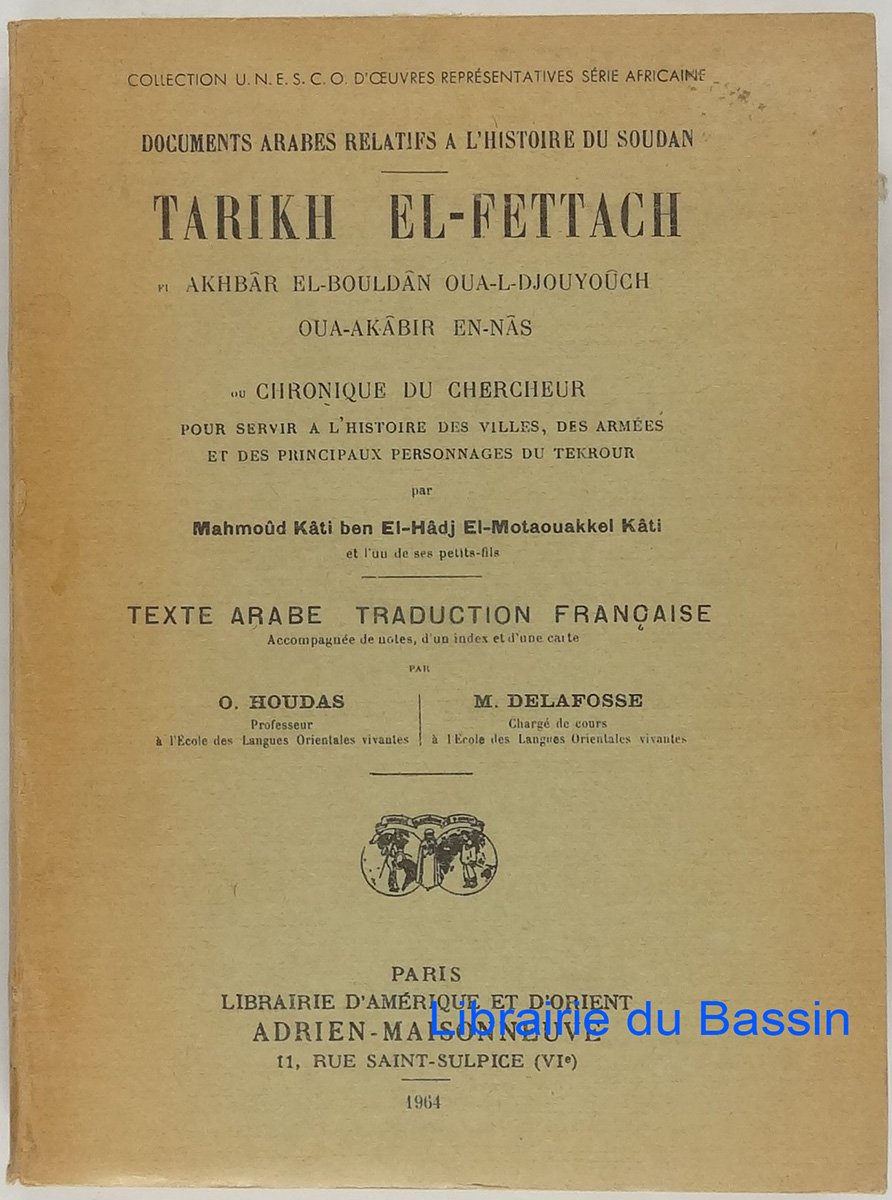 COLLECTION U.N.E.S.C.O. D'ŒUVRES REPRÉSENTATIVES SÉRIE AFRICAINE
DOCUMENTS ARABES RELATIFS A L'HISTOIRE DU SOUDAN
TARIKH EL-FETTACH
FI AKHBÂR EL-BOULDÂN OUA-L-DJOUYOÛCH
OUA-AKÂBIR EN-NÂS
OU CHRONIQUE DU CHERCHEUR
POUR SERVIR A L'HISTOIRE DES VILLES, DES ARMÉES
ET DES PRINCIPAUX PERSONNAGES DU TEKROUR
par
Mahmoûd Kâti ben El-Hâdj El-Motaouakkel Kâti
et l'un de ses petits-fils
TEXTE ARABE TRADUCTION FRANÇAISE
Accompagnée de notes, d'un index et d'une carte
PAR
O. HOUDAS
Professeur
à l'École des Langues Orientales vivantes
M. DELAFOSSE
Chargé de cours
à l'École des Langues Orientales vivantes
PARIS
LIBRAIRIE D'AMÉRIQUE ET D'ORIENT
ADRIEN-MAISONNEUVE
11, RUE SAINT-SULPICE (VIe)
1964
Librairie du Bassin